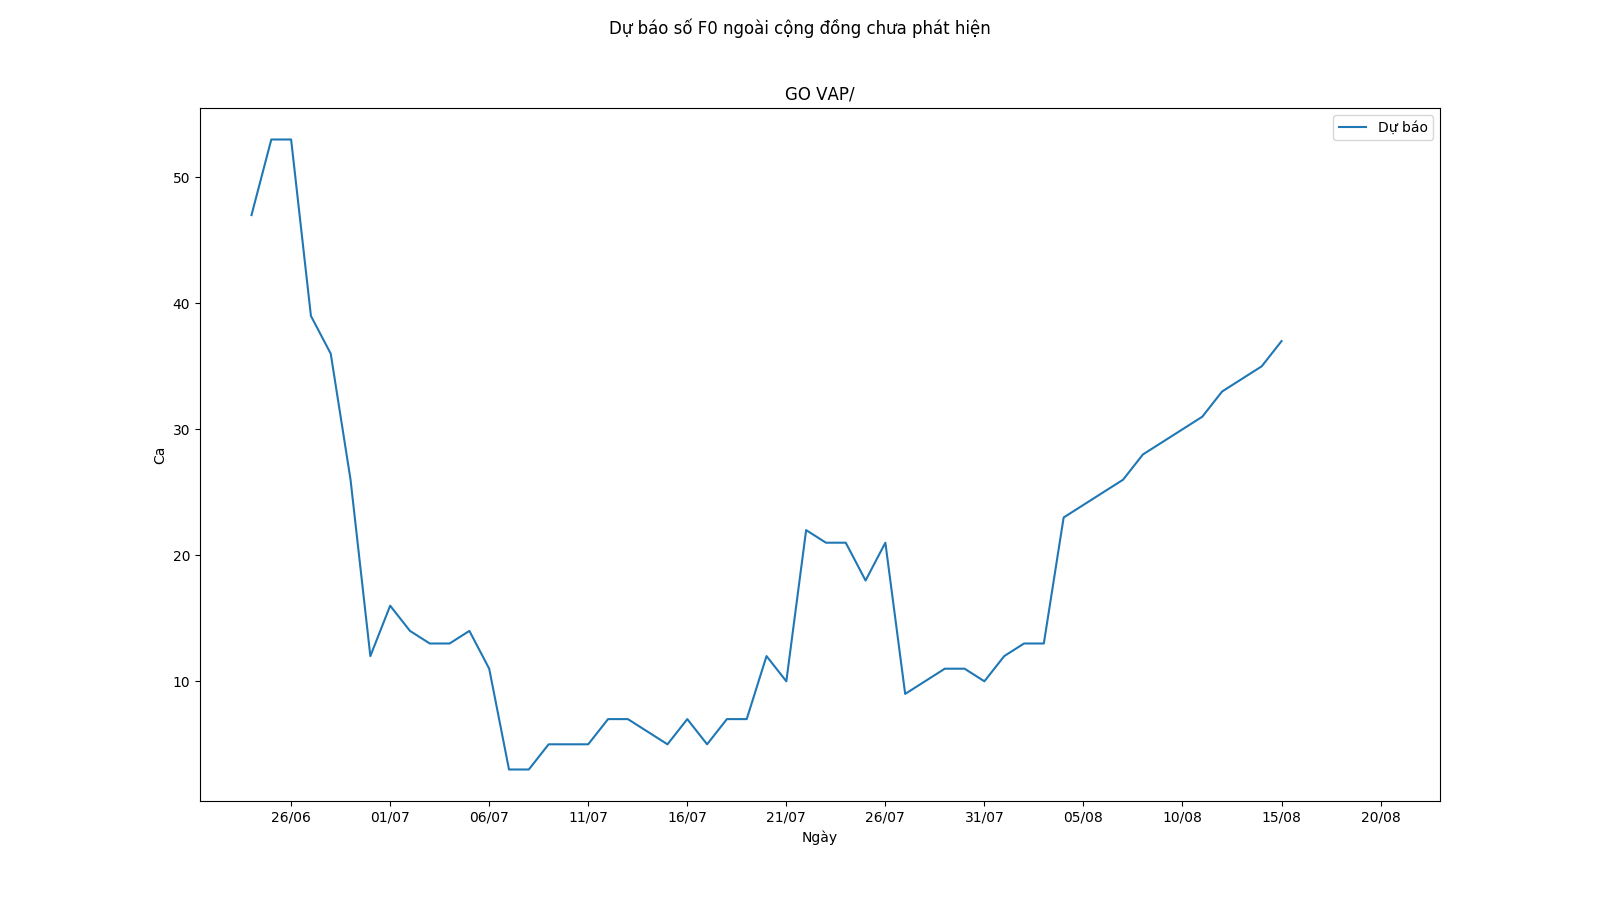 Dự báo số F0 ngoài cộng đồng chưa phát hiện
GO VAP/
Dự báo
50
40
30
20
10
Ca
26/06 01/07 06/07 11/07 16/07 21/07 26/07 31/07 05/08 10/08 15/08 20/08
Ngày